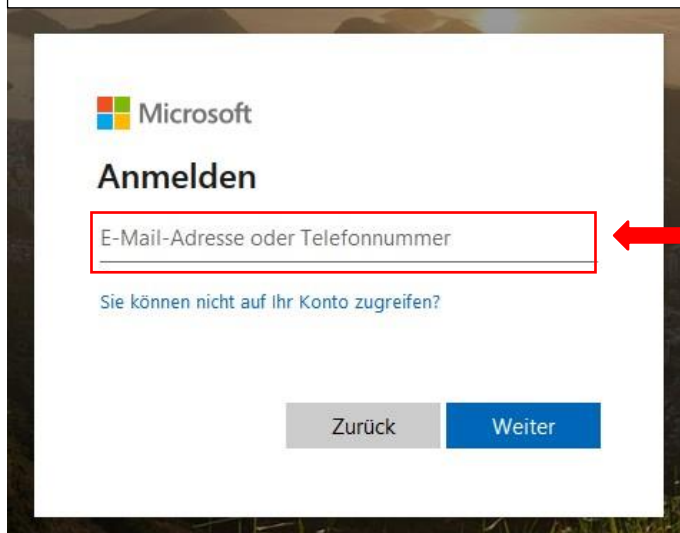 Microsoft
Anmelden
E-Mail-Adresse oder Telefonnummer
Sie können nicht auf Ihr Konto zugreifen?
Zurück Weiter